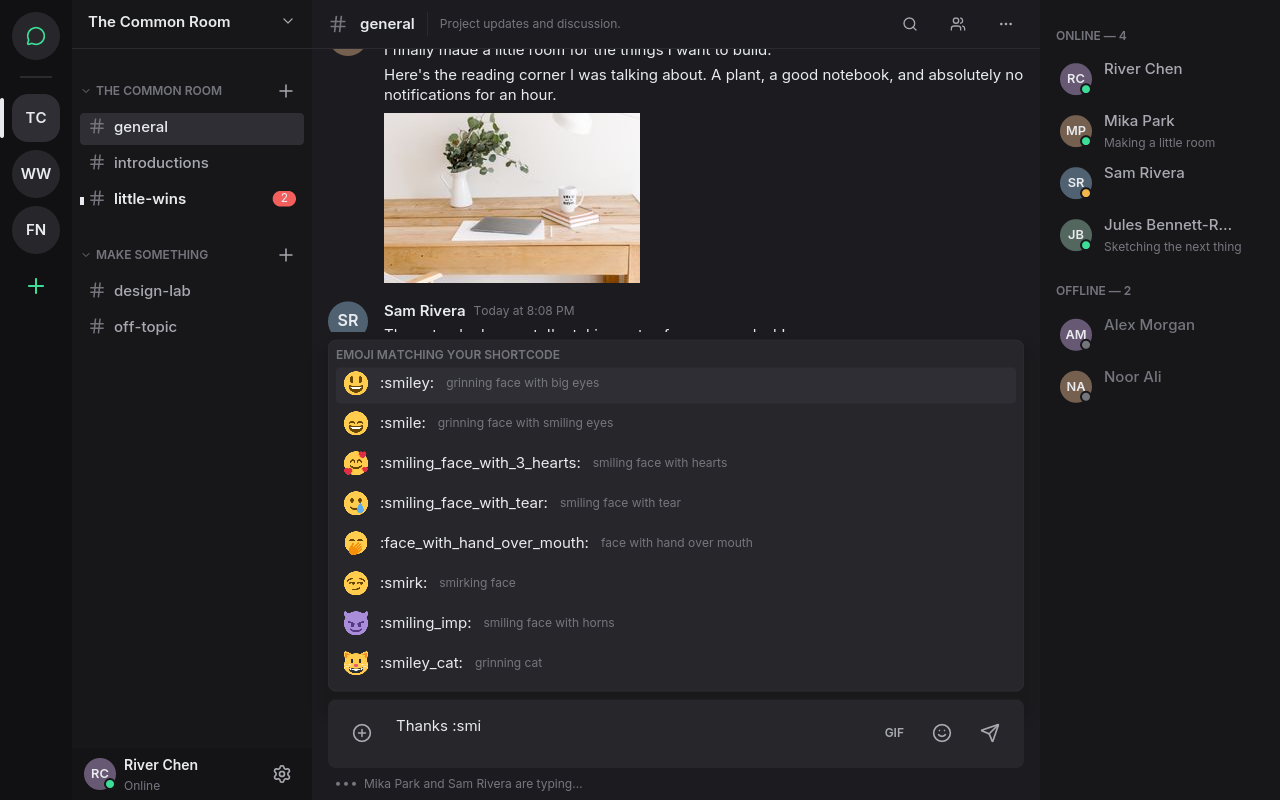 The Common Room
TC
WW
FN
THE COMMON ROOM
general
introductions
little-wins 2
MAKE SOMETHING
design-lab
off-topic
RC River Chen
Online
general Project updates and discussion.
I finally made a little room for the things I want to build.
Here's the reading corner I was talking about. A plant, a good notebook, and absolutely no
notifications for an hour.
SR Sam Rivera Today at 8:08 PM
EMOJI MATCHING YOUR SHORTCODE
:smiley: grinning face with big eyes
:smile: grinning face with smiling eyes
:smiling_face_with_3_hearts: smiling face with hearts
:smiling_face_with_tear: smiling face with tear
:face_with_hand_over_mouth: face with hand over mouth
:smirk: smirking face
:smiling_imp: smiling face with horns
:smiley_cat: grinning cat
Thanks :smi
GIF
Mika Park and Sam Rivera are typing...
ONLINE — 4
RC River Chen
MP Mika Park
Making a little room
SR Sam Rivera
JB Jules Bennett-R...
Sketching the next thing
OFFLINE — 2
AM Alex Morgan
NA Noor Ali